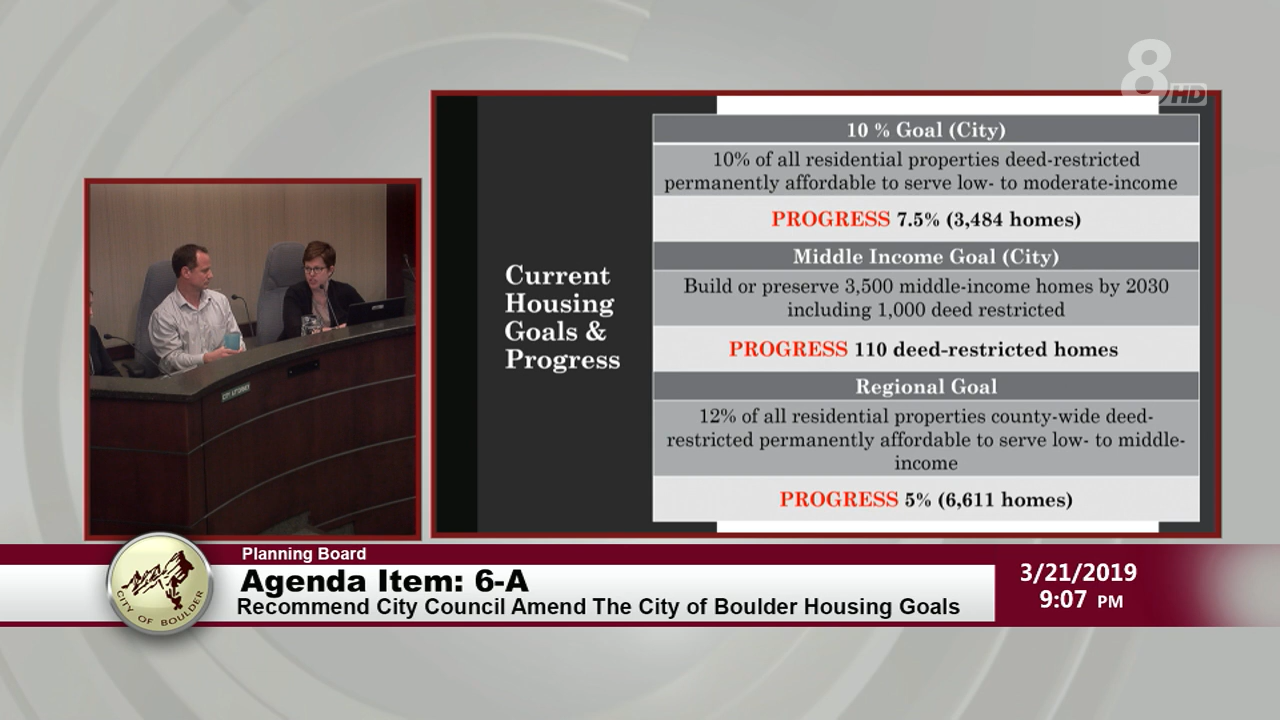 8HD
Current
Housing
Goals &
Progress
10 % Goal (City)
10% of all residential properties deed-restricted
permanently affordable to serve low- to moderate-income
PROGRESS 7.5% (3,484 homes)
Middle Income Goal (City)
Build or preserve 3,500 middle-income homes by 2030
including 1,000 deed restricted
PROGRESS 110 deed-restricted homes
Regional Goal
12% of all residential properties county-wide deed-
restricted permanently affordable to serve low- to middle-
income
PROGRESS 5% (6,611 homes)
CITY ATTORNEY
CITY OF BOULDER
Planning Board
Agenda Item: 6-A
Recommend City Council Amend The City of Boulder Housing Goals
3/21/2019
9:07 PM